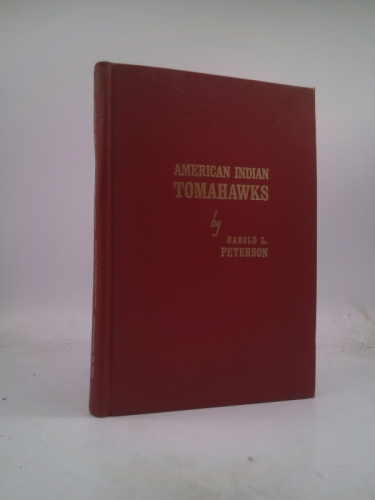 AMERICAN INDIAN
TOMAHAWKS
by
HAROLD L.
PETERSON